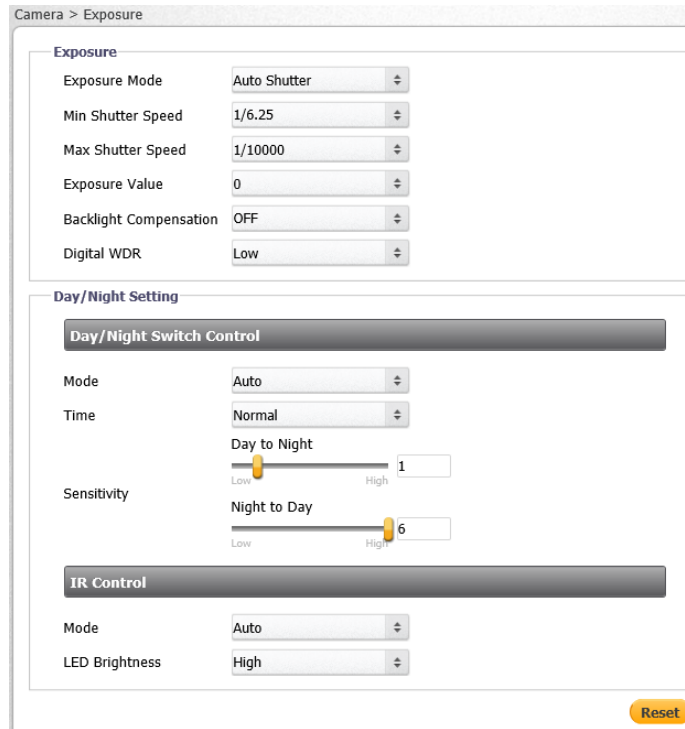 Camera > Exposure
Exposure
Exposure Mode Auto Shutter
Min Shutter Speed 1/6.25
Max Shutter Speed 1/10000
Exposure Value 0
Backlight Compensation OFF
Digital WDR Low
Day/Night Setting
Day/Night Switch Control
Mode Auto
Time Normal
Day to Night
1
Low High
Sensitivity
Night to Day
6
Low High
IR Control
Mode Auto
LED Brightness High
Reset